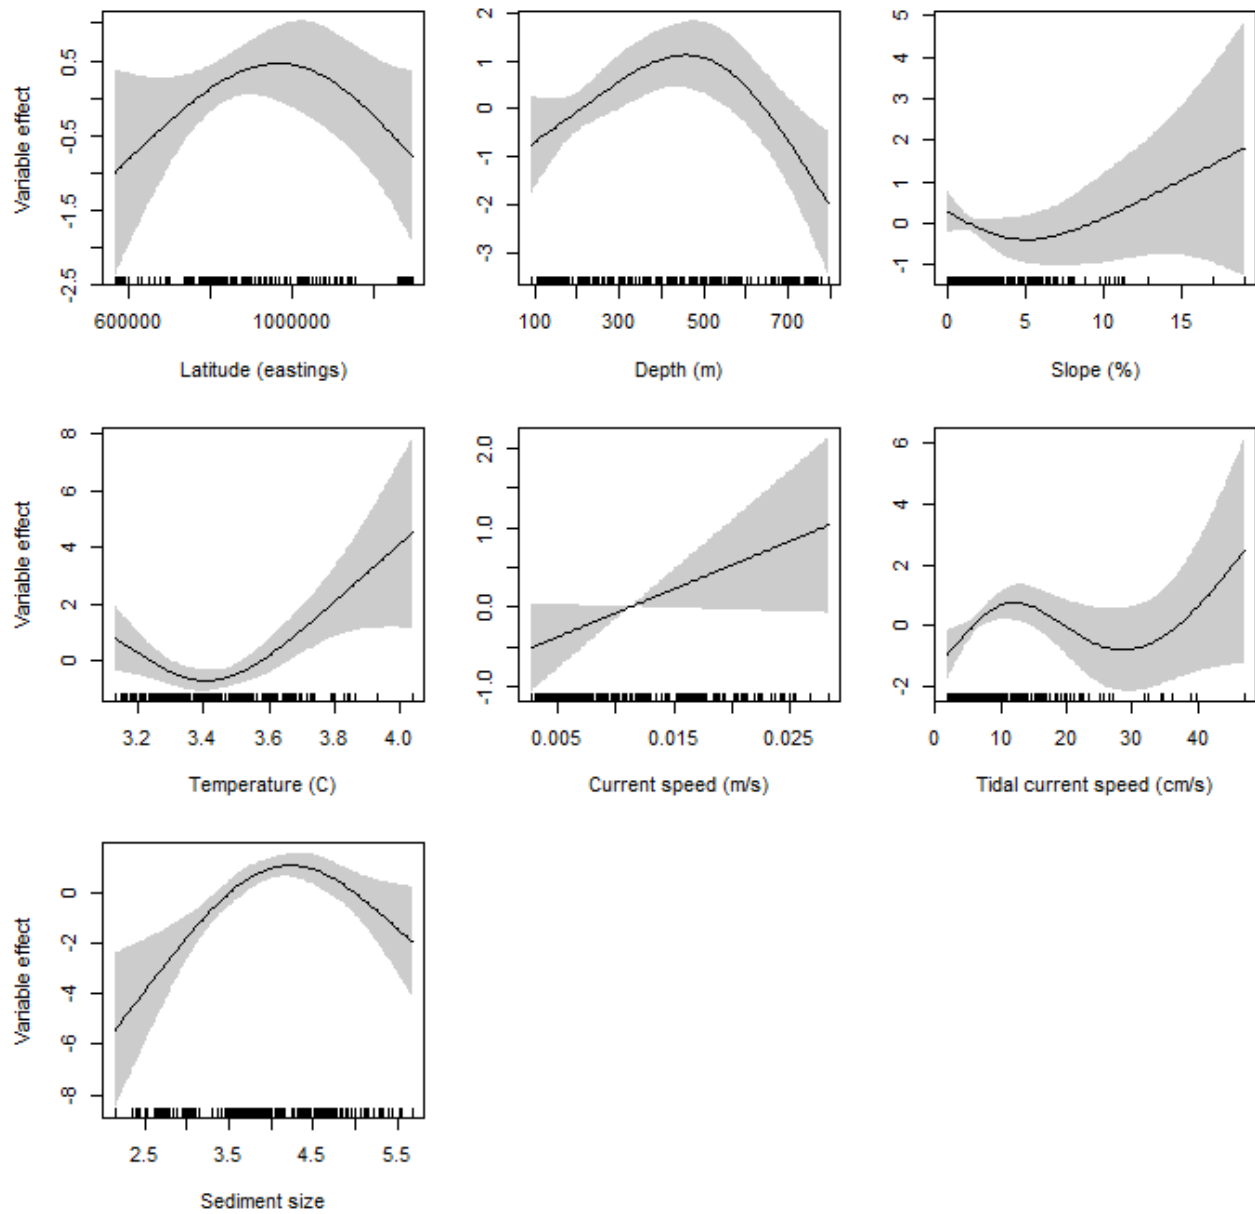 Variable effect
0.5
-0.5
-1.5
-2.5
600000 1000000
Latitude (eastings)
2
1
0
-1
-2
-3
100 300 500 700
Depth (m)
5
4
3
2
1
0
-1
0 5 10 15
Slope (%)
Variable effect
8
6
4
2
0
3.2 3.4 3.6 3.8 4.0
Temperature (C)
2.0
1.0
0.0
-1.0
0.005 0.015 0.025
Current speed (m/s)
6
4
2
0
-2
0 10 20 30 40
Tidal current speed (cm/s)
Variable effect
0
-2
-4
-6
-8
2.5 3.5 4.5 5.5
Sediment size